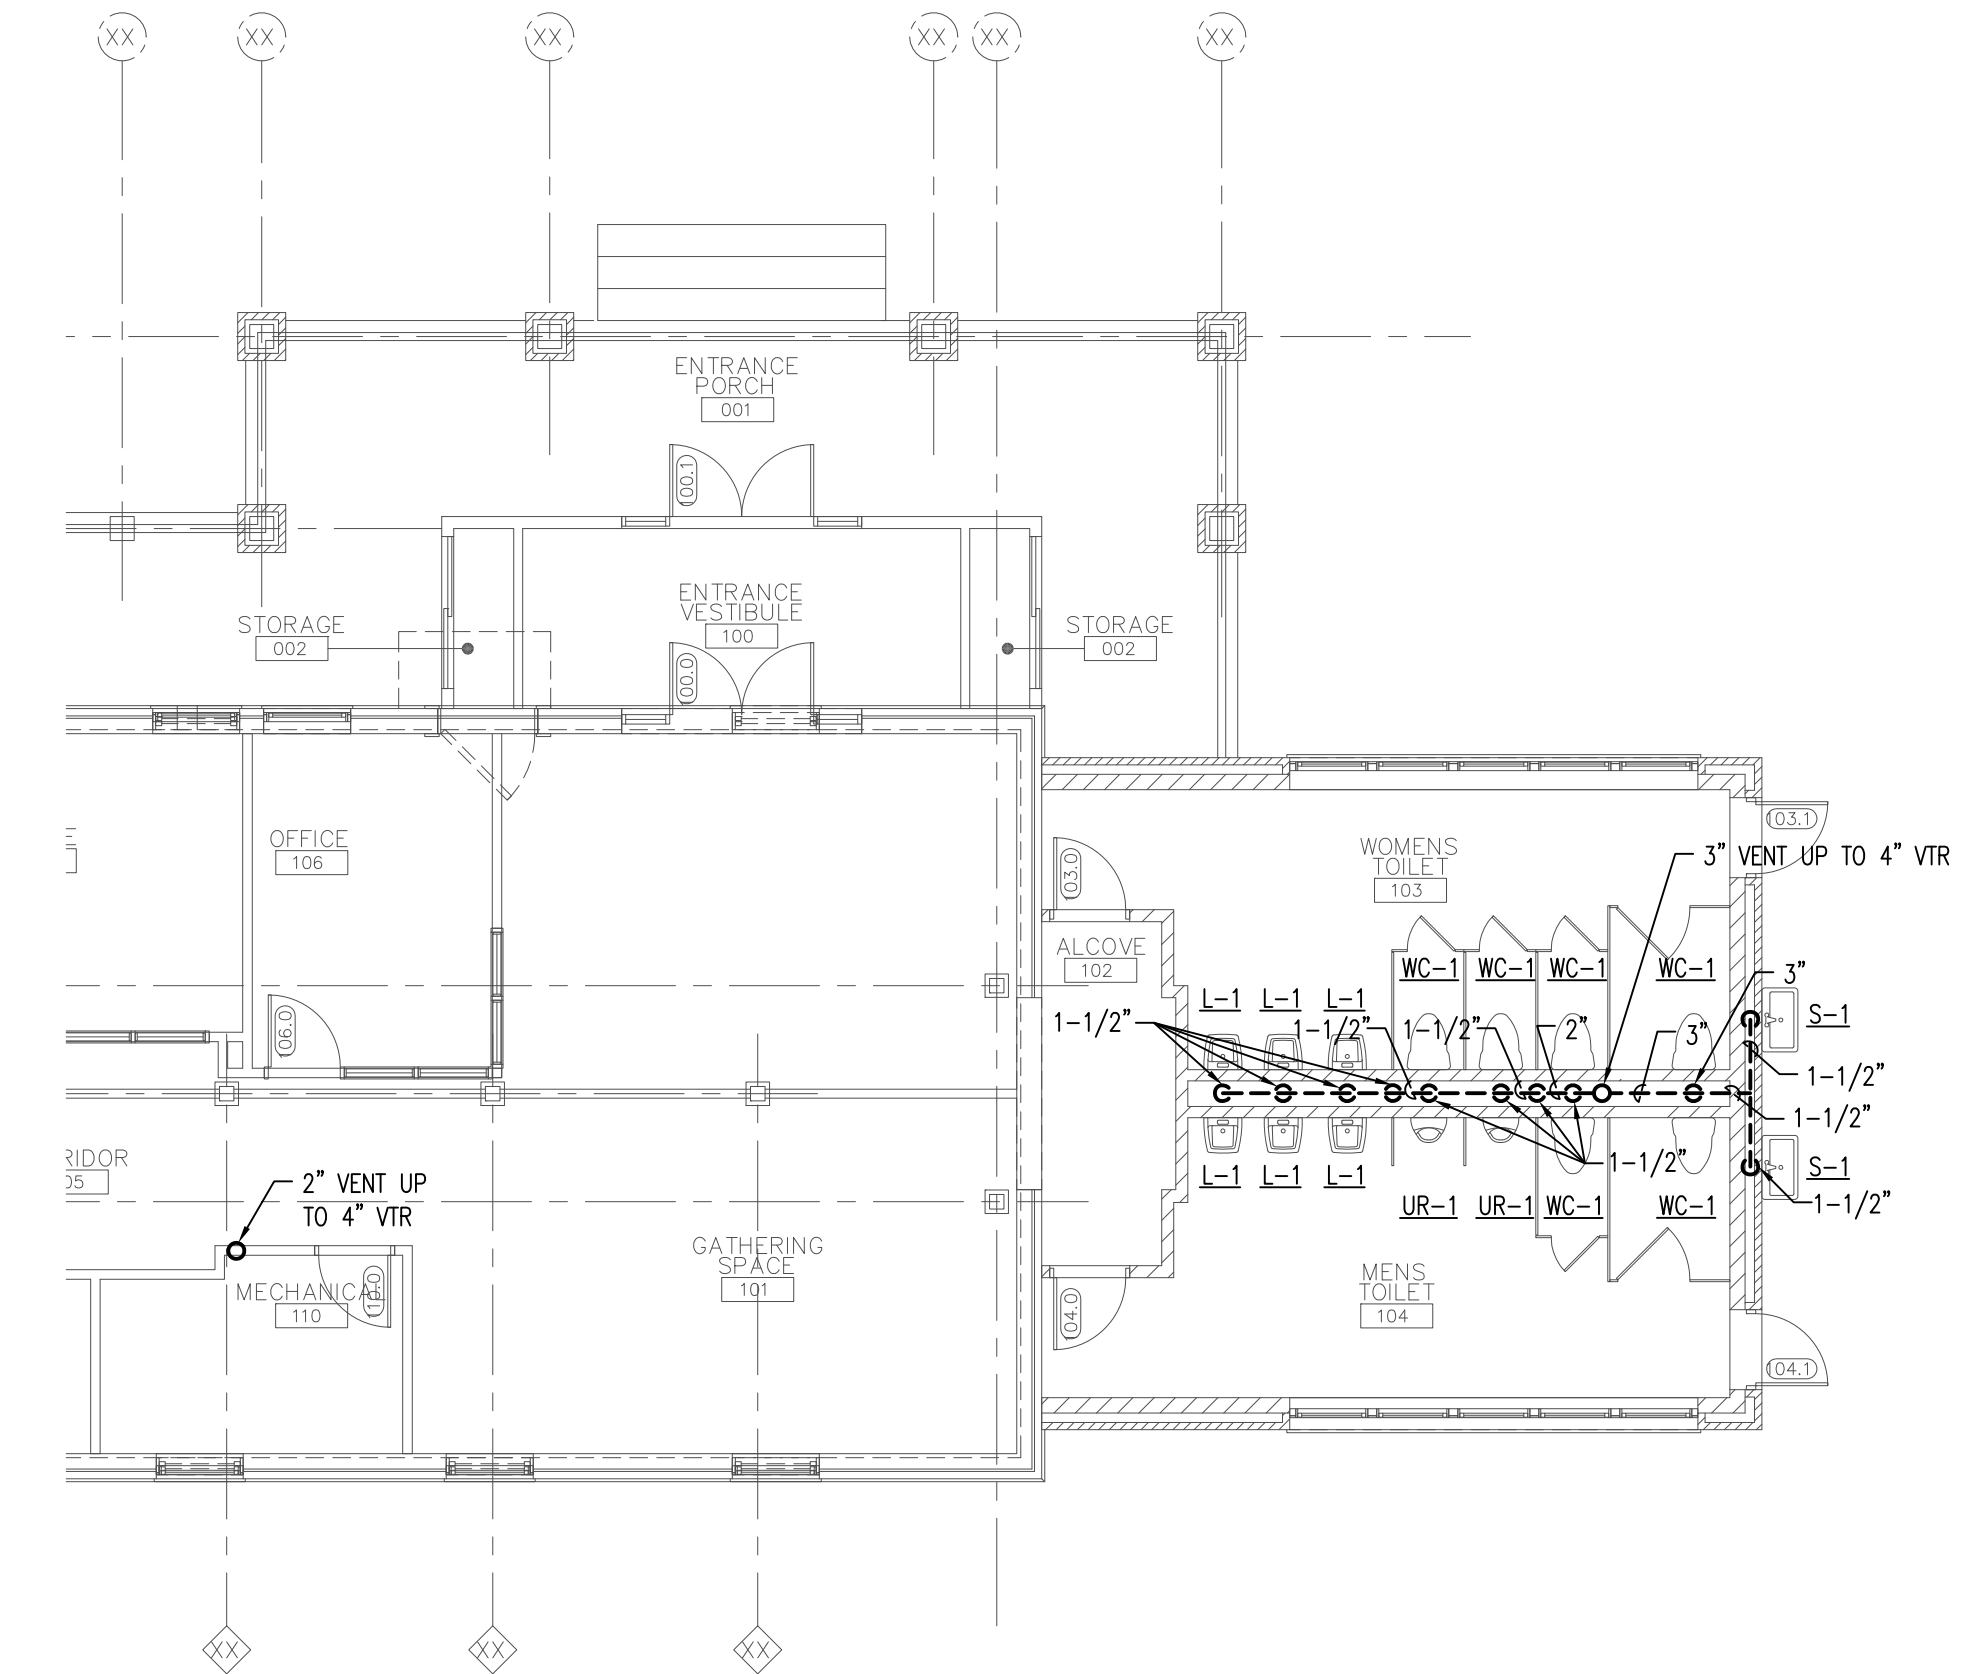 XX XX XX XX XX XX
ENTRANCE
PORCH
001
100.1
ENTRANCE
VESTIBULE
100
STORAGE
002
STORAGE
002
100.0
OFFICE
106
103.1
WOMENS
TOILET
103
3" VENT UP TO 4" VTR
103.0
ALCOVE
102
WC-1 WC-1 WC-1 WC-1
3"
L-1 L-1 L-1
S-1
1-1/2" 1-1/2" 1-1/2" 2" 3"
106.0
1-1/2"
1-1/2"
RIDOR
05
1-1/2"
L-1 L-1 L-1
S-1
2" VENT UP
TO 4" VTR
UR-1 UR-1 WC-1 WC-1
1-1/2"
GATHERING
SPACE
101
MECHANICAL
110
110.0
MENS
TOILET
104
104.0
104.1
XX XX XX